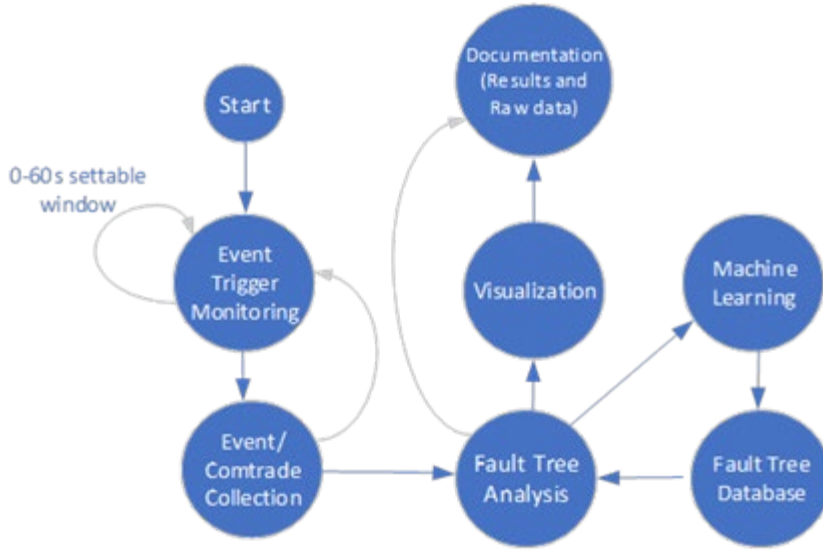 Start
0-60s settable
window
Event
Trigger
Monitoring
Event/
Comtrade
Collection
Documentation
(Results and
Raw data)
Visualization
Fault Tree
Analysis
Machine
Learning
Fault Tree
Database